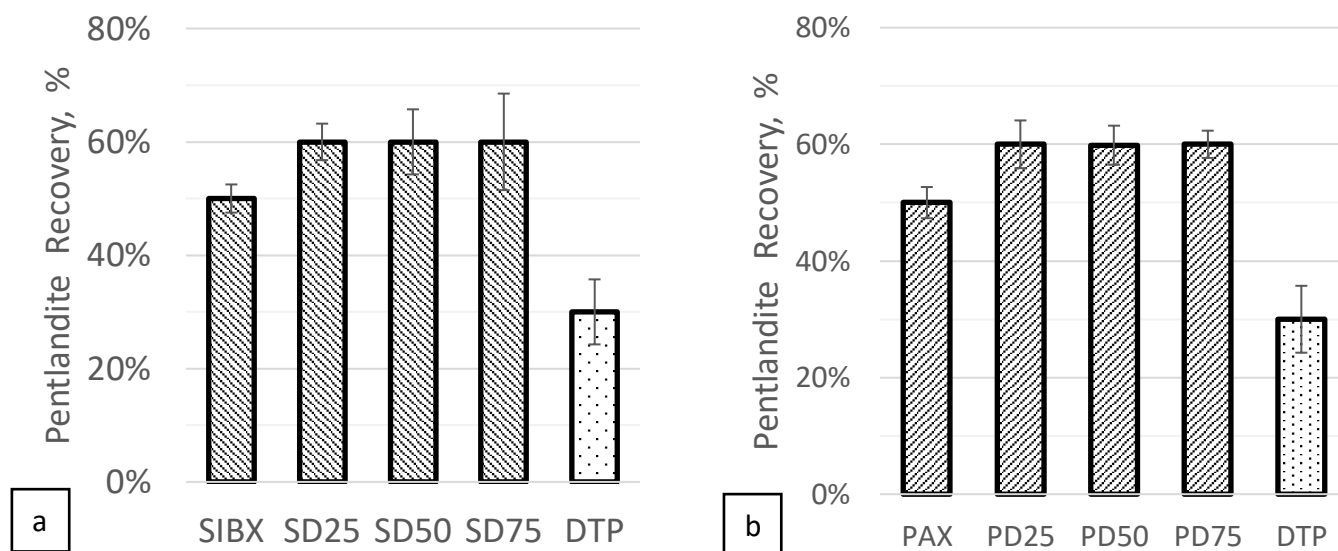 Pentlandite Recovery, %
80%
60%
40%
20%
0%
SIBX SD25 SD50 SD75 DTP
a
Pentlandite Recovery, %
80%
60%
40%
20%
0%
PAX PD25 PD50 PD75 DTP
b